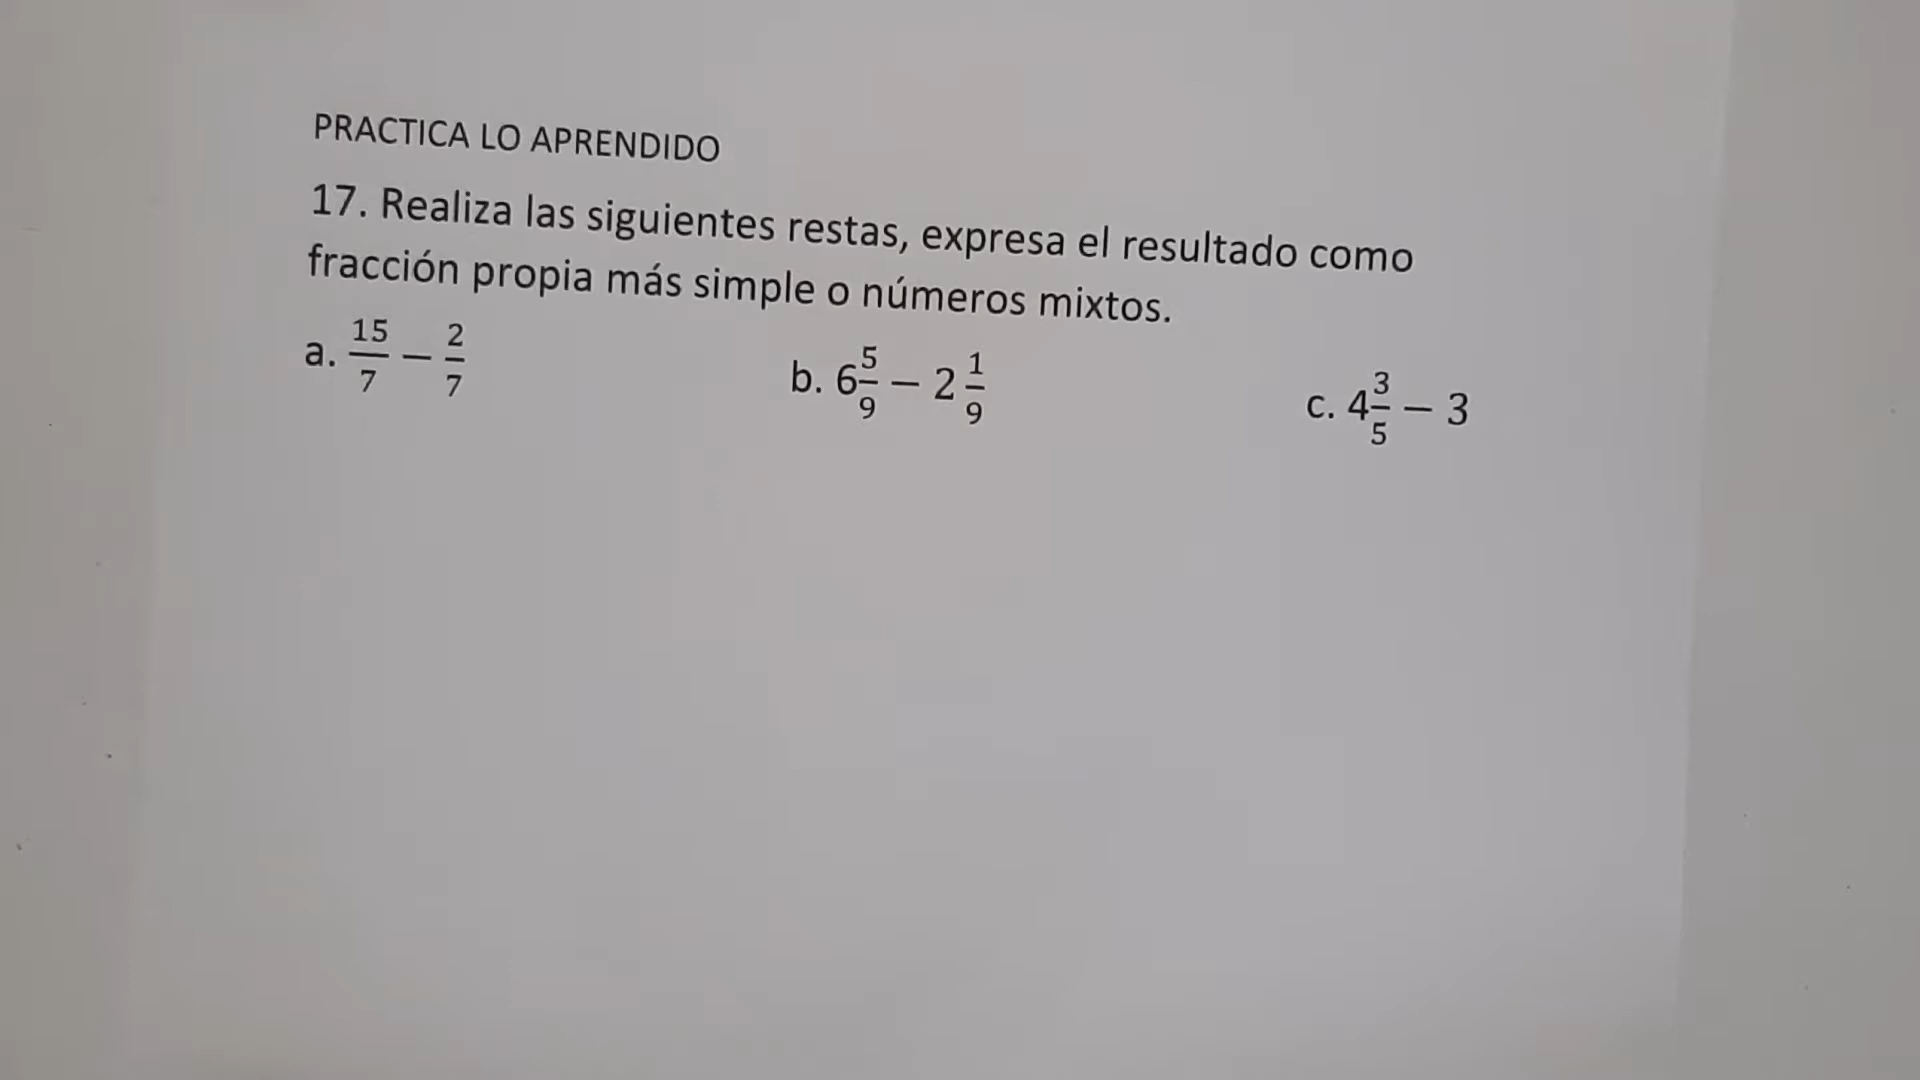 PRACTICA LO APRENDIDO
17. Realiza las siguientes restas, expresa el resultado como
fracción propia más simple o números mixtos.
a. 15/7 − 2/7 b. 6 5/9 − 2 1/9 c. 4 3/5 − 3